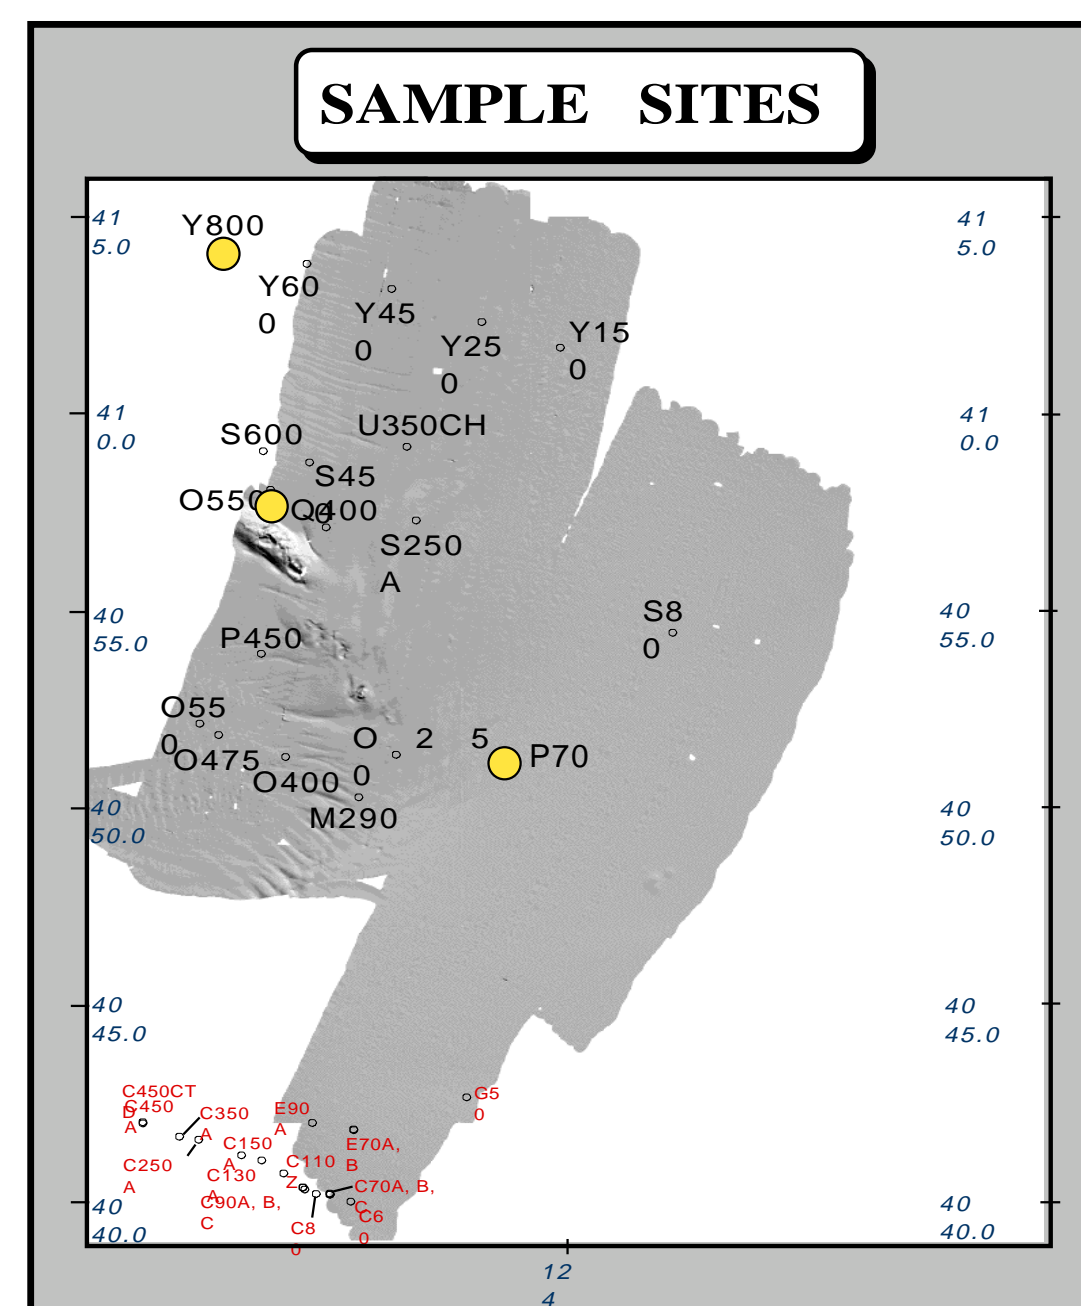 SAMPLE SITES
41
5.0
41
5.0
Y800
Y60
0
Y45
0
Y25
0
Y15
0
41
0.0
41
0.0
S600
U350CH
S45
0
O550
Q400
S250
A
40
55.0
40
55.0
S8
0
P450
O55
0
O475
O400
O 2 5
0
P70
M290
40
50.0
40
50.0
40
45.0
40
45.0
C450CT
D
C450
A
C350
A
E90
A
G5
0
C250
A
C150
A
E70A,
B
C130
A
C110
Z
C90A, B,
C
C70A, B,
C
C8
0
C6
0
40
40.0
40
40.0
12
4